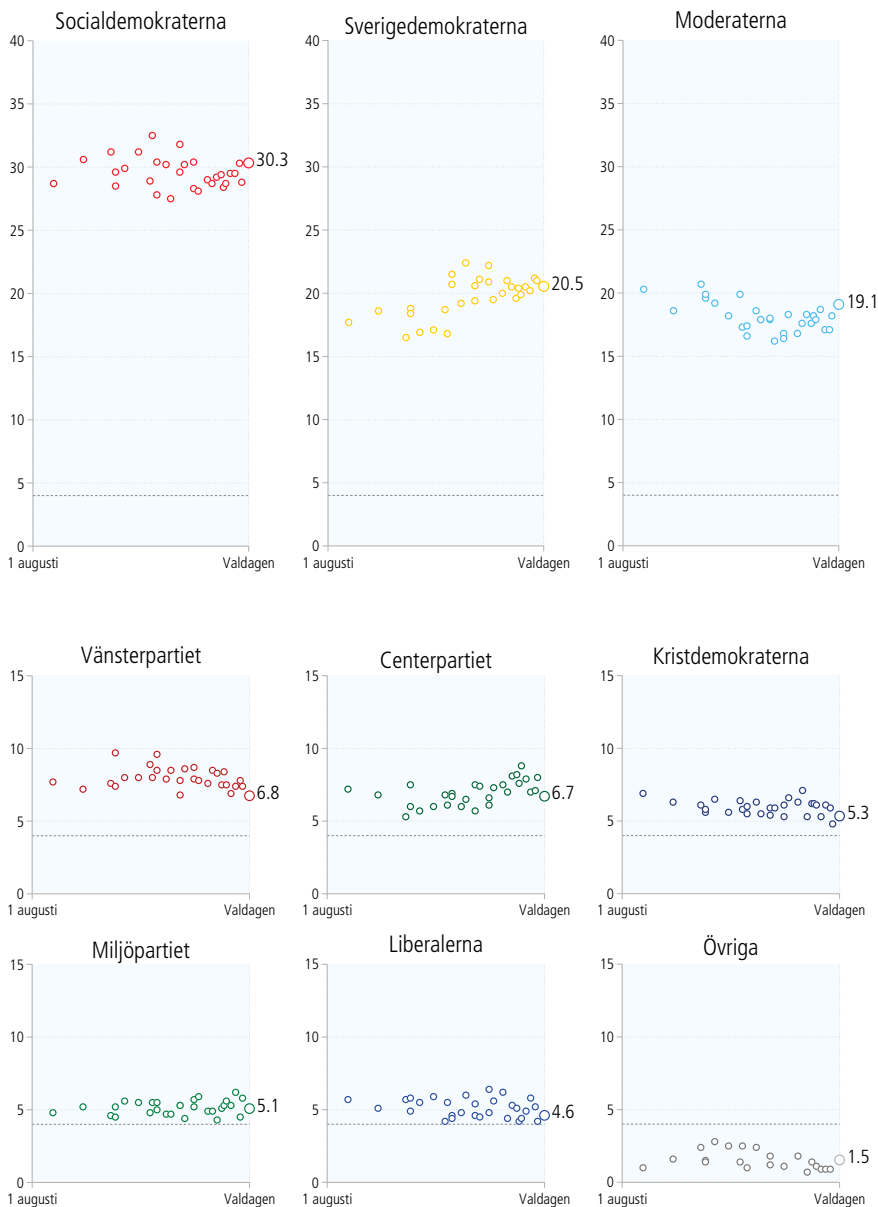 Socialdemokraterna
40
35
30
25
20
15
10
5
0
30.3
1 augusti
Valdagen
Sverigedemokraterna
40
35
30
25
20
15
10
5
0
20.5
1 augusti
Valdagen
Moderaterna
40
35
30
25
20
15
10
5
0
19.1
1 augusti
Valdagen
Vänsterpartiet
15
10
5
0
6.8
1 augusti
Valdagen
Centerpartiet
15
10
5
0
6.7
1 augusti
Valdagen
Kristdemokraterna
15
10
5
0
5.3
1 augusti
Valdagen
Miljöpartiet
15
10
5
0
5.1
1 augusti
Valdagen
Liberalerna
15
10
5
0
4.6
1 augusti
Valdagen
Övriga
15
10
5
0
1.5
1 augusti
Valdagen